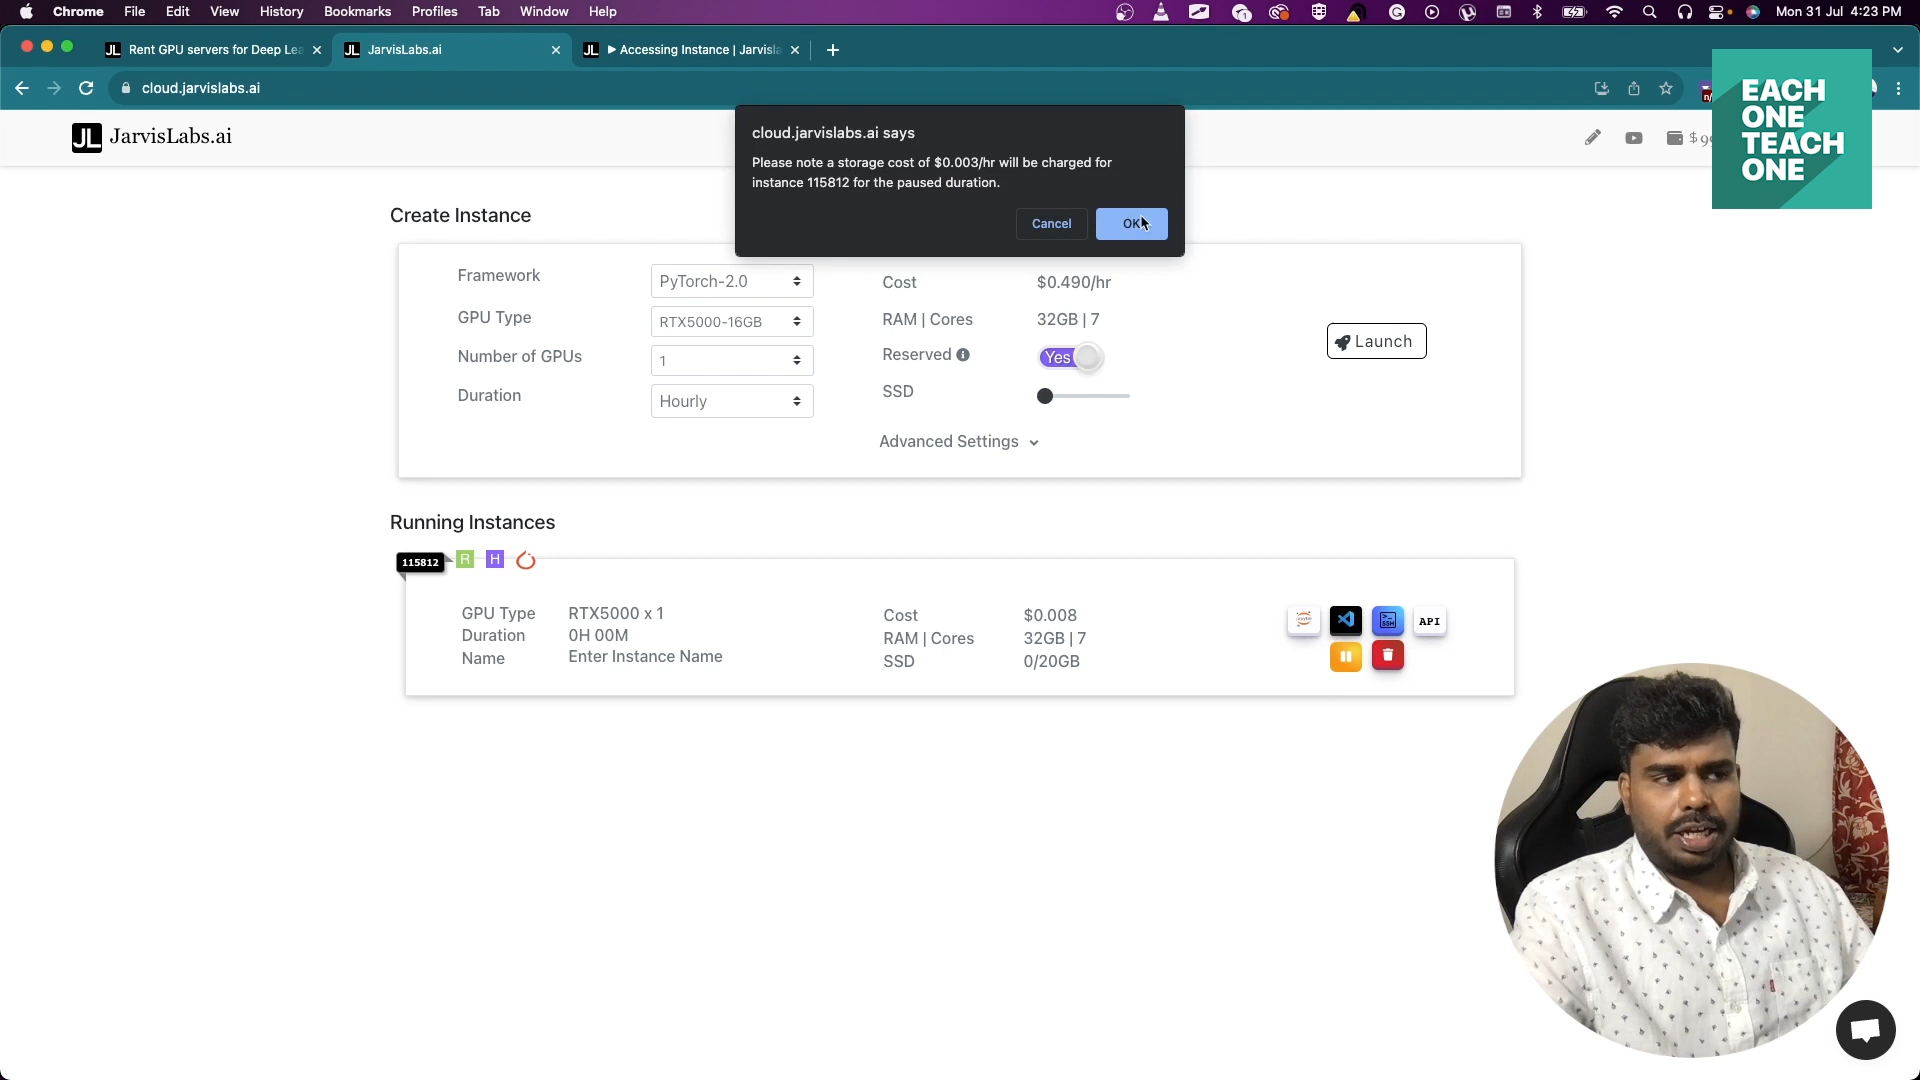 Chrome File Edit View History Bookmarks Profiles Tab Window Help
Mon 31 Jul 4:23 PM
JL Rent GPU servers for Deep Lea
JL JarvisLabs.ai
JL ▶ Accessing Instance | Jarvisla
cloud.jarvislabs.ai
EACH
ONE
TEACH
ONE
JL JarvisLabs.ai
cloud.jarvislabs.ai says
Please note a storage cost of $0.003/hr will be charged for
instance 115812 for the paused duration.
Cancel
OK
Create Instance
Framework PyTorch-2.0
GPU Type RTX5000-16GB
Number of GPUs 1
Duration Hourly
Cost $0.490/hr
RAM | Cores 32GB | 7
Reserved Yes
SSD
Advanced Settings
Launch
Running Instances
115812 R H
GPU Type RTX5000 x 1
Duration 0H 00M
Name Enter Instance Name
Cost $0.008
RAM | Cores 32GB | 7
SSD 0/20GB
SSH
API